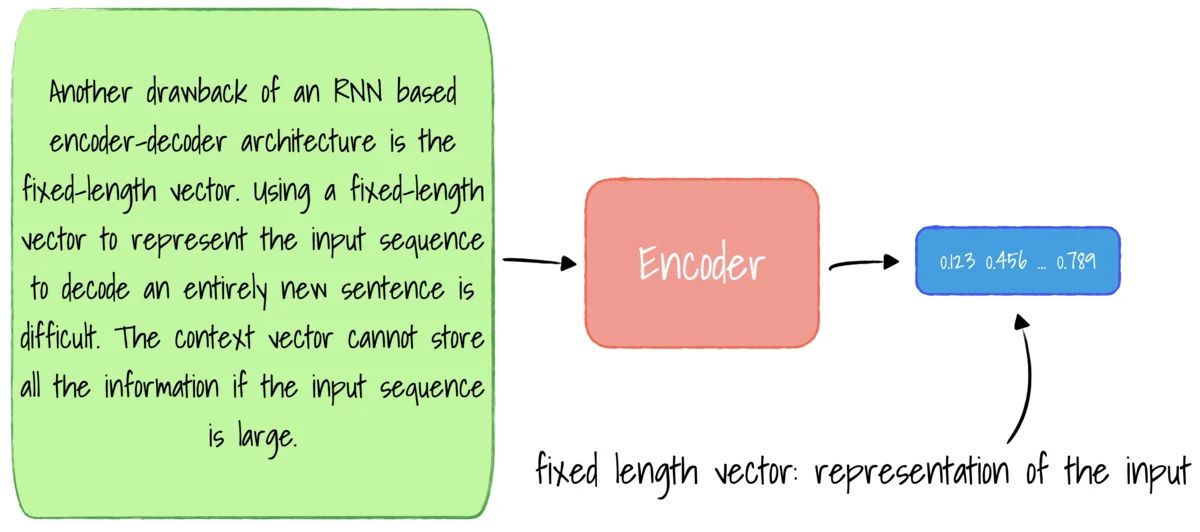 Another drawback of an RNN based
encoder-decoder architecture is the
fixed-length vector. Using a fixed-length
vector to represent the input sequence
to decode an entirely new sentence is
difficult. The context vector cannot store
all the information if the input sequence
is large.
Encoder
0.123 0.456 ... 0.789
fixed length vector: representation of the input